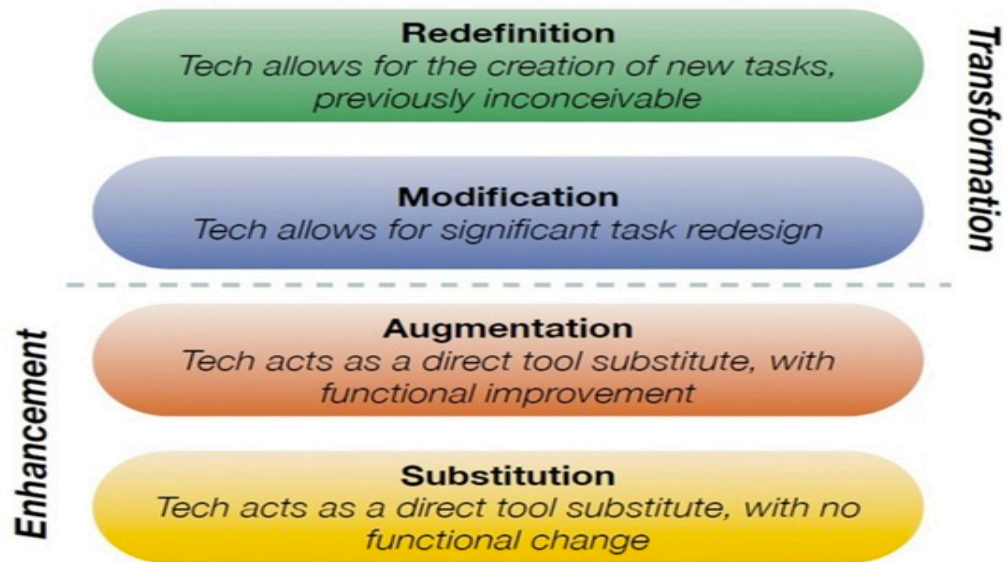 Redefinition
Tech allows for the creation of new tasks,
previously inconceivable
Transformation
Modification
Tech allows for significant task redesign
Augmentation
Tech acts as a direct tool substitute, with
functional improvement
Enhancement
Substitution
Tech acts as a direct tool substitute, with no
functional change